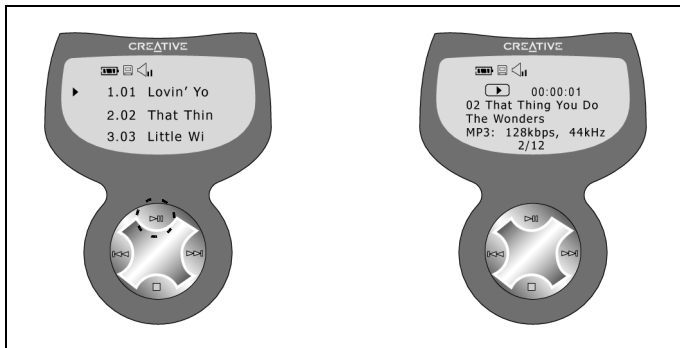 CREATIVE
1.01 Lovin' Yo
2.02 That Thin
3.03 Little Wi
CREATIVE
00:00:01
02 That Thing You Do
The Wonders
MP3: 128kbps, 44kHz
2/12